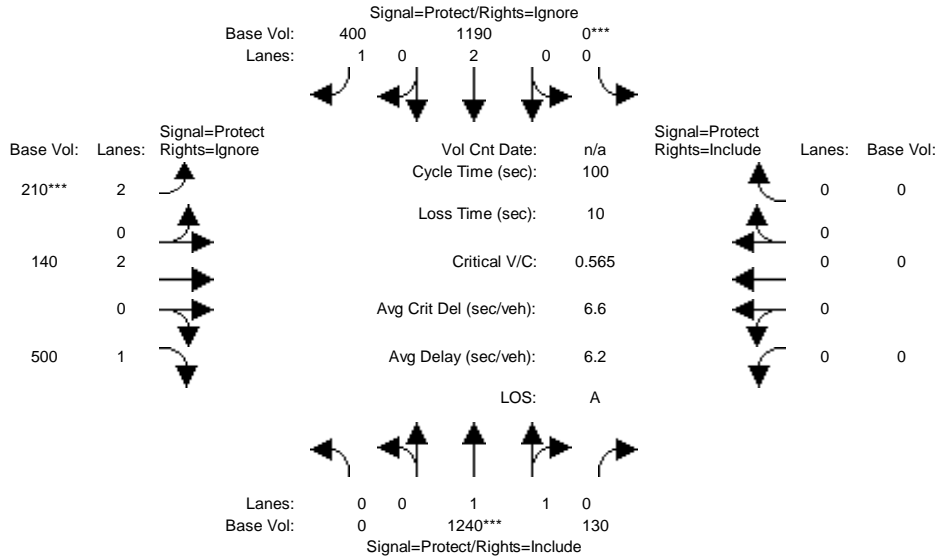 Signal=Protect/Rights=Ignore
Base Vol: 400 1190 0***
Lanes: 1 0 2 0 0
Signal=Protect
Base Vol: Lanes: Rights=Ignore
Vol Cnt Date: n/a
Signal=Protect
Rights=Include Lanes: Base Vol:
Cycle Time (sec): 100
210*** 2
0 0
Loss Time (sec): 10
0
0
140 2
Critical V/C: 0.565
0 0
0
Avg Crit Del (sec/veh): 6.6
0
500 1
Avg Delay (sec/veh): 6.2
0 0
LOS: A
Lanes: 0 0 1 1 0
Base Vol: 0 1240*** 130
Signal=Protect/Rights=Include